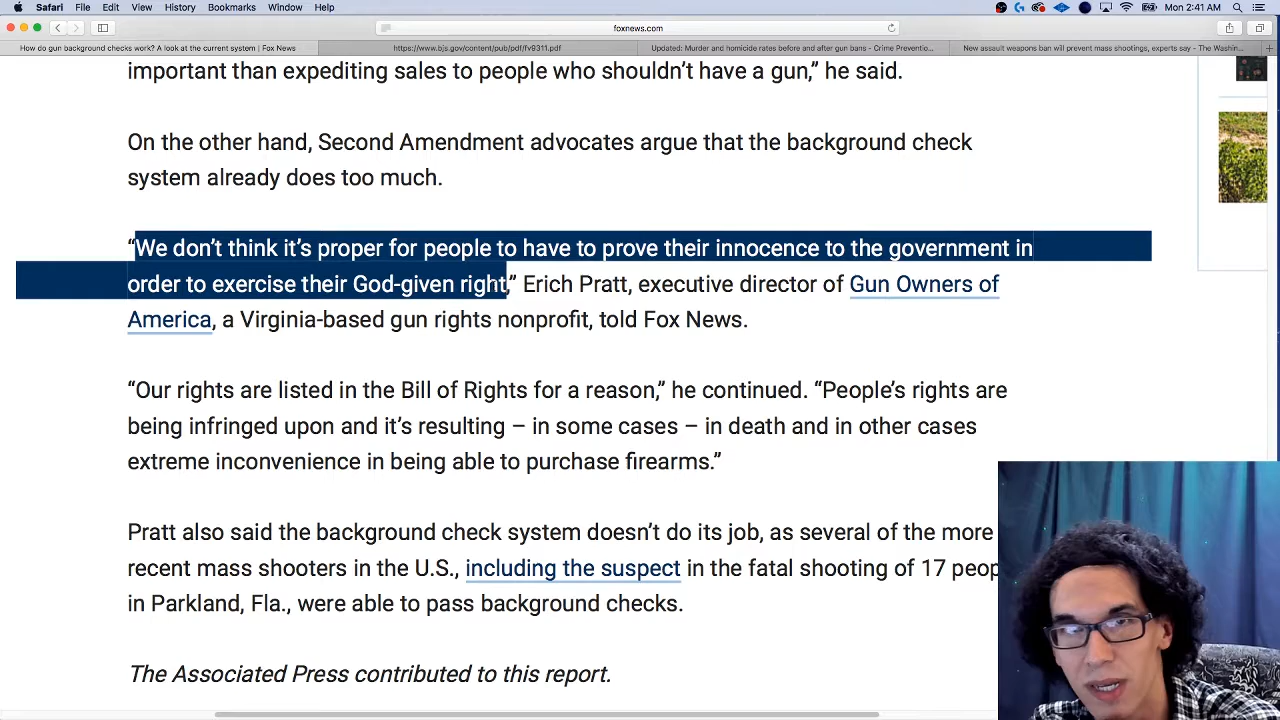 Safari File Edit View History Bookmarks Window Help
Mon 2:41 AM
foxnews.com
How do gun background checks work? A look at the current system | Fox News
https://www.bjs.gov/content/pub/pdf/fv9311.pdf
Updated: Murder and homicide rates before and after gun bans - Crime Preventio...
New assault weapons ban will prevent mass shootings, experts say - The Washin...
important than expediting sales to people who shouldn’t have a gun,” he said.
On the other hand, Second Amendment advocates argue that the background check
system already does too much.
“We don’t think it’s proper for people to have to prove their innocence to the government in
order to exercise their God-given right,” Erich Pratt, executive director of Gun Owners of
America, a Virginia-based gun rights nonprofit, told Fox News.
“Our rights are listed in the Bill of Rights for a reason,” he continued. “People’s rights are
being infringed upon and it’s resulting – in some cases – in death and in other cases
extreme inconvenience in being able to purchase firearms.”
Pratt also said the background check system doesn’t do its job, as several of the more
recent mass shooters in the U.S., including the suspect in the fatal shooting of 17 peop
in Parkland, Fla., were able to pass background checks.
The Associated Press contributed to this report.